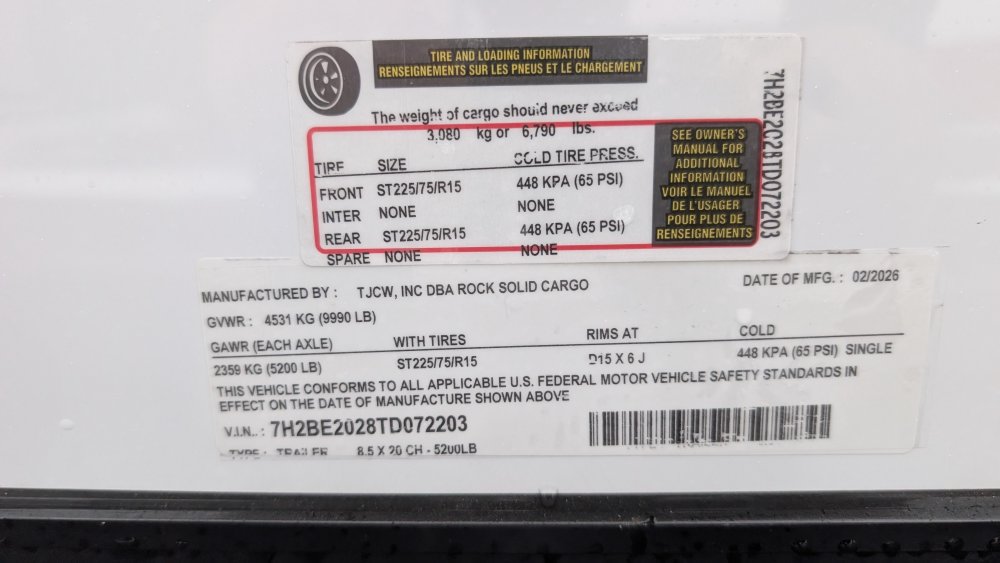 TIRE AND LOADING INFORMATION
RENSEIGNEMENTS SUR LES PNEUS ET LE CHARGEMENT
The weight of cargo should never exceed
3,080 kg or 6,790 lbs.
TIRE SIZE COLD TIRE PRESS.
FRONT ST225/75/R15 448 KPA (65 PSI)
INTER NONE NONE
REAR ST225/75/R15 448 KPA (65 PSI)
SPARE NONE NONE
SEE OWNER'S
MANUAL FOR
ADDITIONAL
INFORMATION
VOIR LE MANUEL
DE L'USAGER
POUR PLUS DE
RENSEIGNEMENTS
7H2BE2028TD072203
MANUFACTURED BY : TJCW, INC DBA ROCK SOLID CARGO DATE OF MFG. : 02/2026
GVWR : 4531 KG (9990 LB)
GAWR (EACH AXLE) WITH TIRES RIMS AT COLD
2359 KG (5200 LB) ST225/75/R15 15 X 6 J 448 KPA (65 PSI) SINGLE
THIS VEHICLE CONFORMS TO ALL APPLICABLE U.S. FEDERAL MOTOR VEHICLE SAFETY STANDARDS IN
EFFECT ON THE DATE OF MANUFACTURE SHOWN ABOVE
V.I.N.. : 7H2BE2028TD072203
TYPE : TRAILER 8.5 X 20 CH - 5200LB